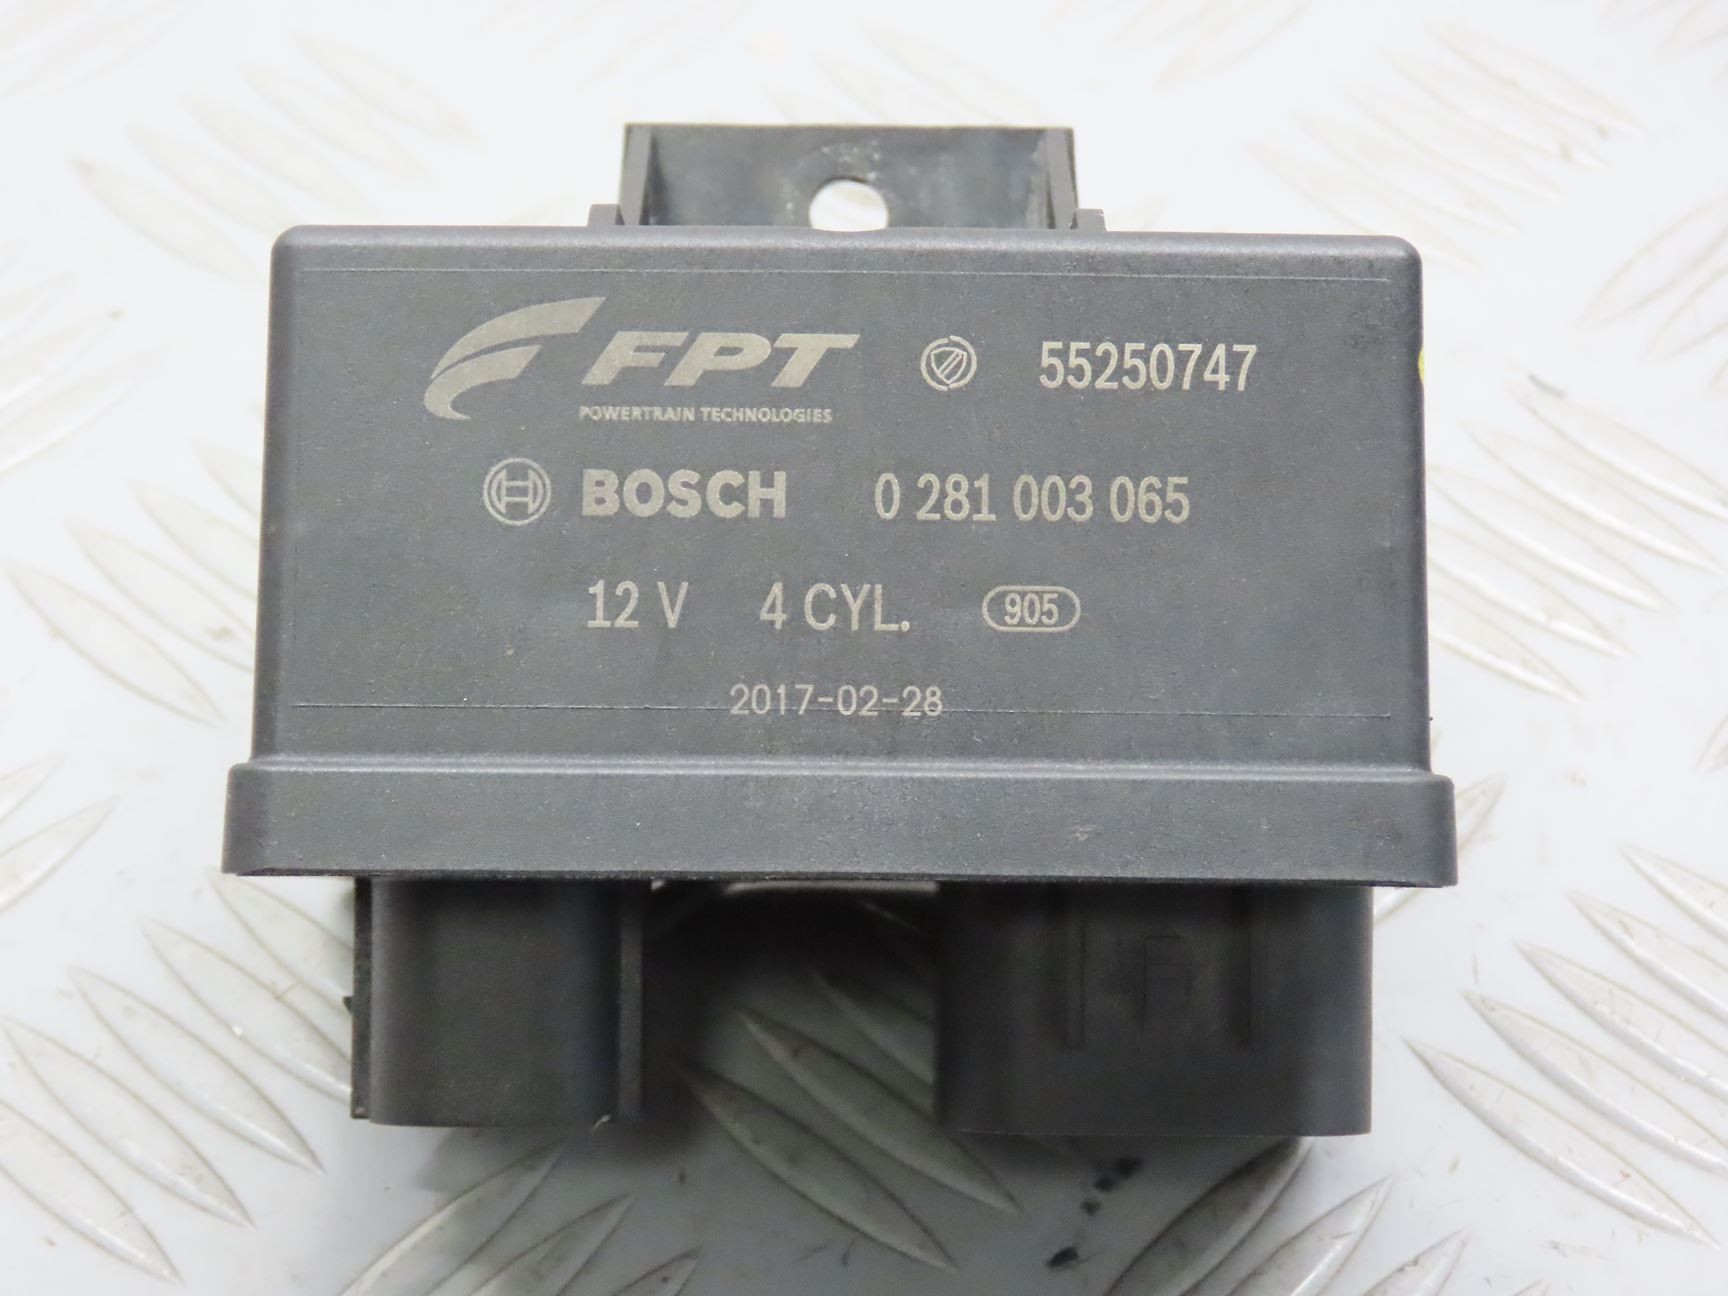 FPT 55250747
POWERTRAIN TECHNOLOGIES
BOSCH 0 281 003 065
12 V 4 CYL. 905
2017-02-28